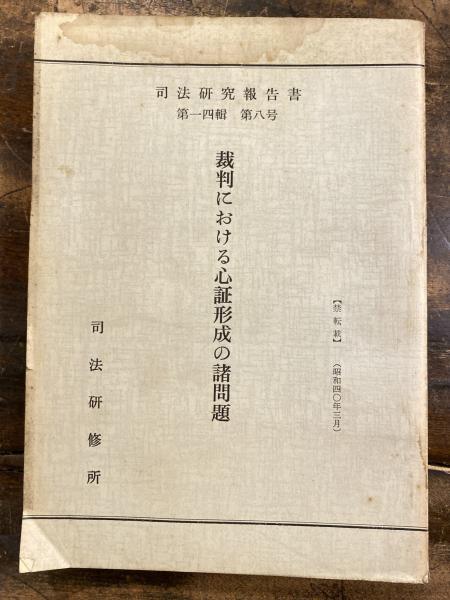 司法研究報告書
第一四輯 第八号
裁判における心証形成の諸問題
【禁転載】 (昭和四〇年三月)
司法研修所